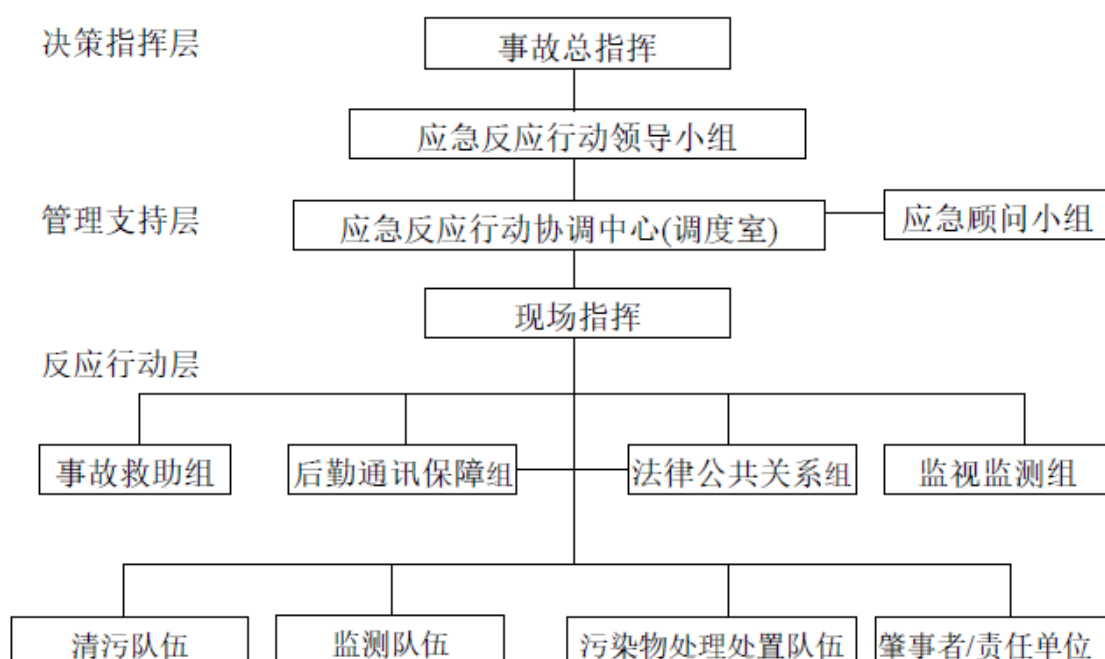 决策指挥层
事故总指挥
应急反应行动领导小组
管理支持层
应急反应行动协调中心(调度室)
应急顾问小组
现场指挥
反应行动层
事故救助组
后勤通讯保障组
法律公共关系组
监视监测组
清污队伍
监测队伍
污染物处理处置队伍
肇事者/责任单位